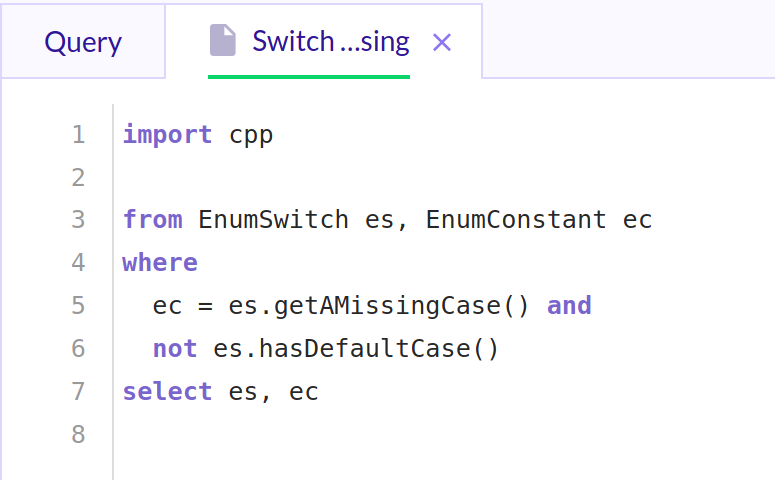 Query
Switch ...sing
1 import cpp
2
3 from EnumSwitch es, EnumConstant ec
4 where
5   ec = es.getAMissingCase() and
6   not es.hasDefaultCase()
7 select es, ec
8